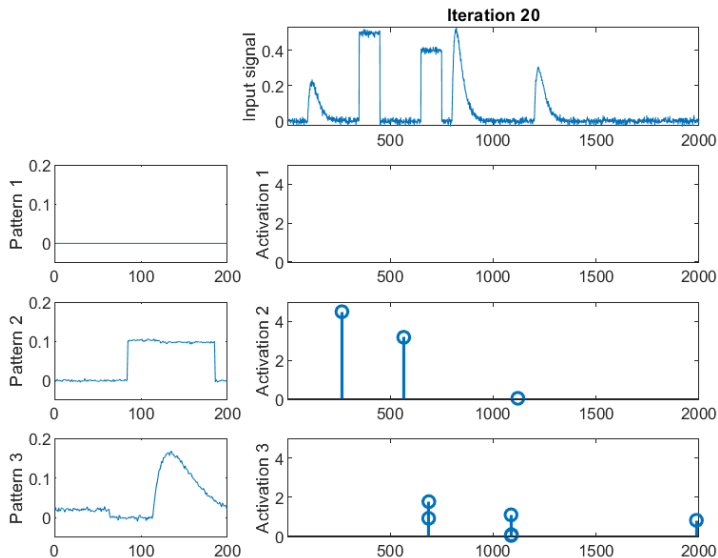 Iteration 20
Input signal
0.4
0.2
0
500 1000 1500 2000
Pattern 1
0.2
0.1
0
0 100 200
Activation 1
4
2
0
500 1000 1500 2000
Pattern 2
0.2
0.1
0
0 100 200
Activation 2
4
2
0
500 1000 1500 2000
Pattern 3
0.2
0.1
0
0 100 200
Activation 3
4
2
0
500 1000 1500 2000